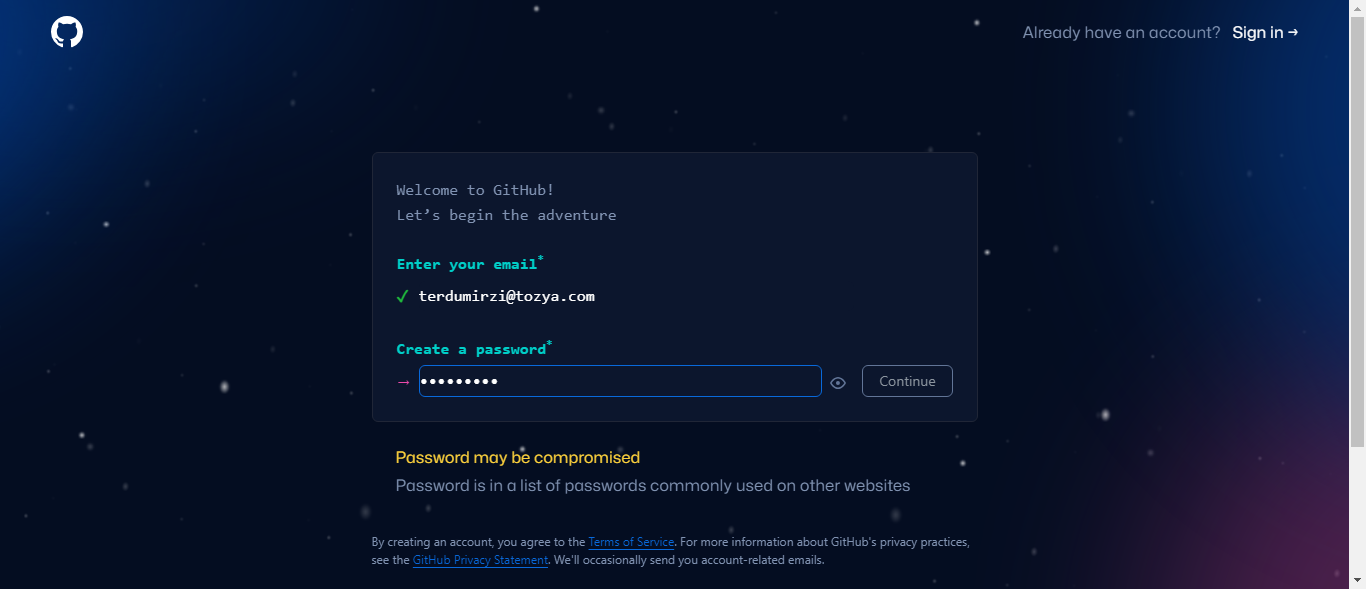 Already have an account? Sign in →
Welcome to GitHub!
Let’s begin the adventure
Enter your email*
✓ terdumirzi@tozya.com
Create a password*
→ ••••••••• Continue
Password may be compromised
Password is in a list of passwords commonly used on other websites
By creating an account, you agree to the Terms of Service. For more information about GitHub's privacy practices,
see the GitHub Privacy Statement. We'll occasionally send you account-related emails.